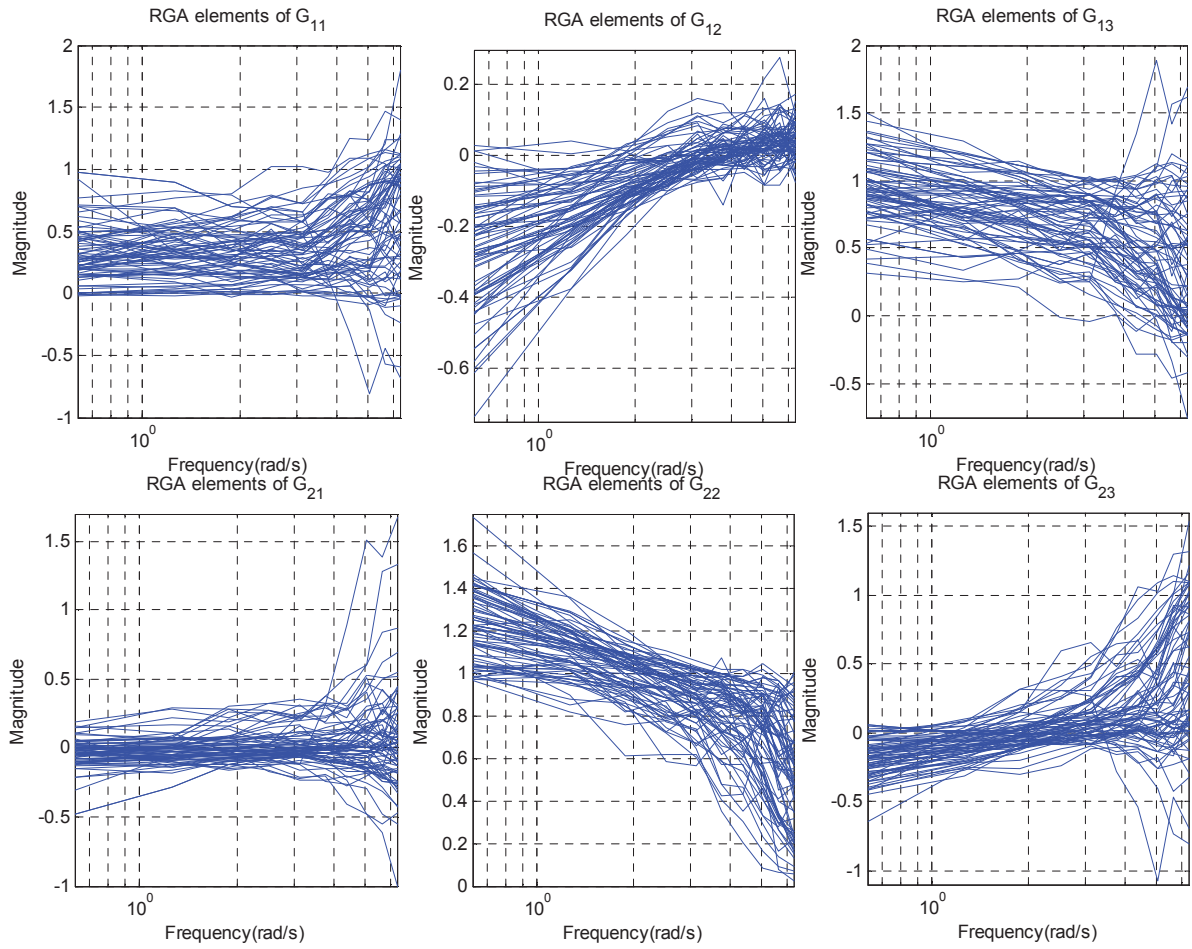 RGA elements of G11
RGA elements of G12
RGA elements of G13
2
1.5
1
0.5
0
-0.5
-1
Magnitude
10^0
Frequency(rad/s)
0.2
0
-0.2
-0.4
-0.6
Magnitude
10^0
Frequency(rad/s)
2
1.5
1
0.5
0
-0.5
Magnitude
10^0
Frequency(rad/s)
RGA elements of G21
RGA elements of G22
RGA elements of G23
1.5
1
0.5
0
-0.5
-1
Magnitude
10^0
Frequency(rad/s)
1.6
1.4
1.2
1
0.8
0.6
0.4
0.2
0
Magnitude
10^0
Frequency(rad/s)
1.5
1
0.5
0
-0.5
-1
Magnitude
10^0
Frequency(rad/s)